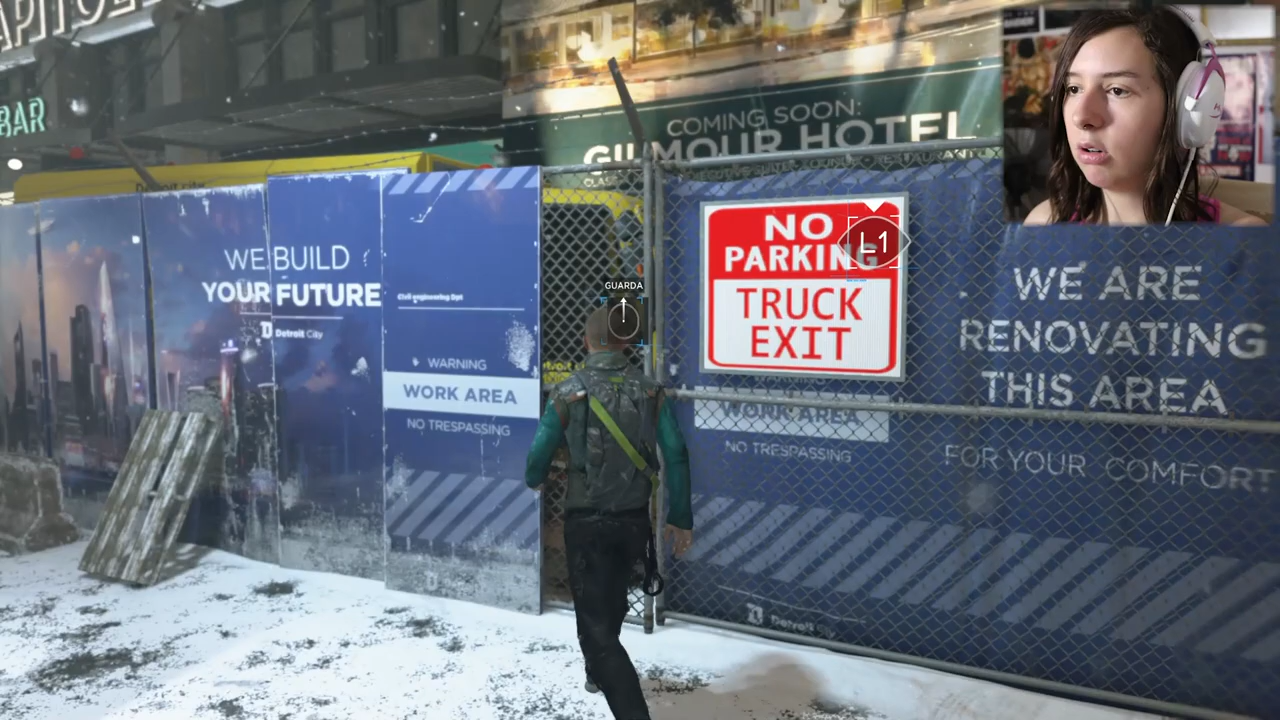 CAPITOL
BAR
COMING SOON:
GILMOUR HOTEL
Detroit city
WE BUILD
YOUR FUTURE
Detroit City
Civil engineering Dpt
WARNING
WORK AREA
NO TRESPASSING
GUARDA
NO
PARKING
L1
TRUCK
EXIT
WORK AREA
NO TRESPASSING
WE ARE
RENOVATING
THIS AREA
FOR YOUR COMFORT
Detroit City